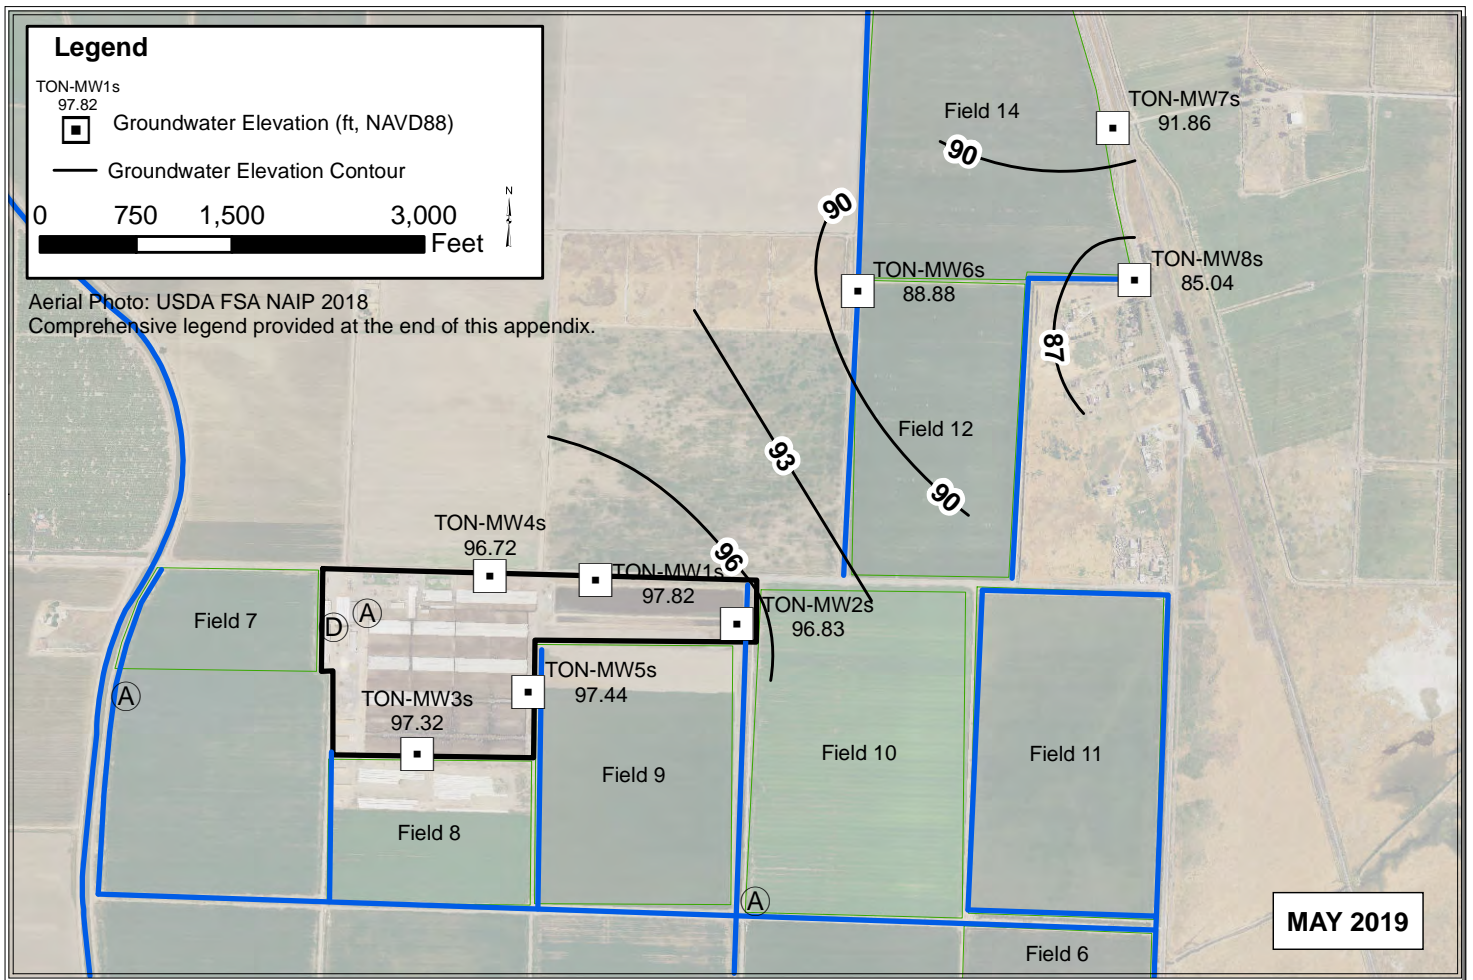 Legend
TON-MW1s
97.82
Groundwater Elevation (ft, NAVD88)
Groundwater Elevation Contour
N
0 750 1,500 3,000
Feet
Aerial Photo: USDA FSA NAIP 2018
Comprehensive legend provided at the end of this appendix.
Field 14
TON-MW7s
91.86
90
90
TON-MW6s
88.88
TON-MW8s
85.04
87
Field 12
93
90
96
TON-MW4s
96.72
TON-MW1s
97.82
TON-MW2s
96.83
Field 7
D
A
A
TON-MW5s
97.44
TON-MW3s
97.32
Field 9
Field 10
Field 11
Field 8
A
MAY 2019
Field 6